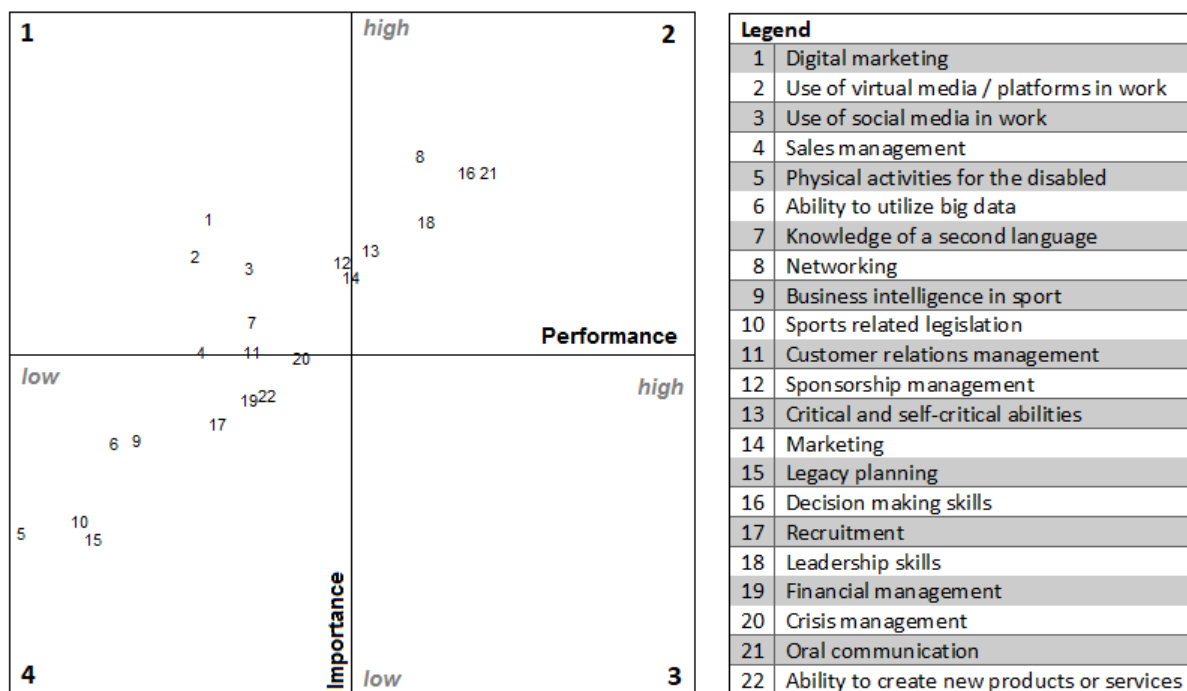 1
high
2
8
16 21
1
18
2
3
12
13
14
7
Performance
4
11
20
low
high
19 22
17
6
9
10
5
15
Importance
4
low
3
Legend
1 Digital marketing
2 Use of virtual media / platforms in work
3 Use of social media in work
4 Sales management
5 Physical activities for the disabled
6 Ability to utilize big data
7 Knowledge of a second language
8 Networking
9 Business intelligence in sport
10 Sports related legislation
11 Customer relations management
12 Sponsorship management
13 Critical and self-critical abilities
14 Marketing
15 Legacy planning
16 Decision making skills
17 Recruitment
18 Leadership skills
19 Financial management
20 Crisis management
21 Oral communication
22 Ability to create new products or services